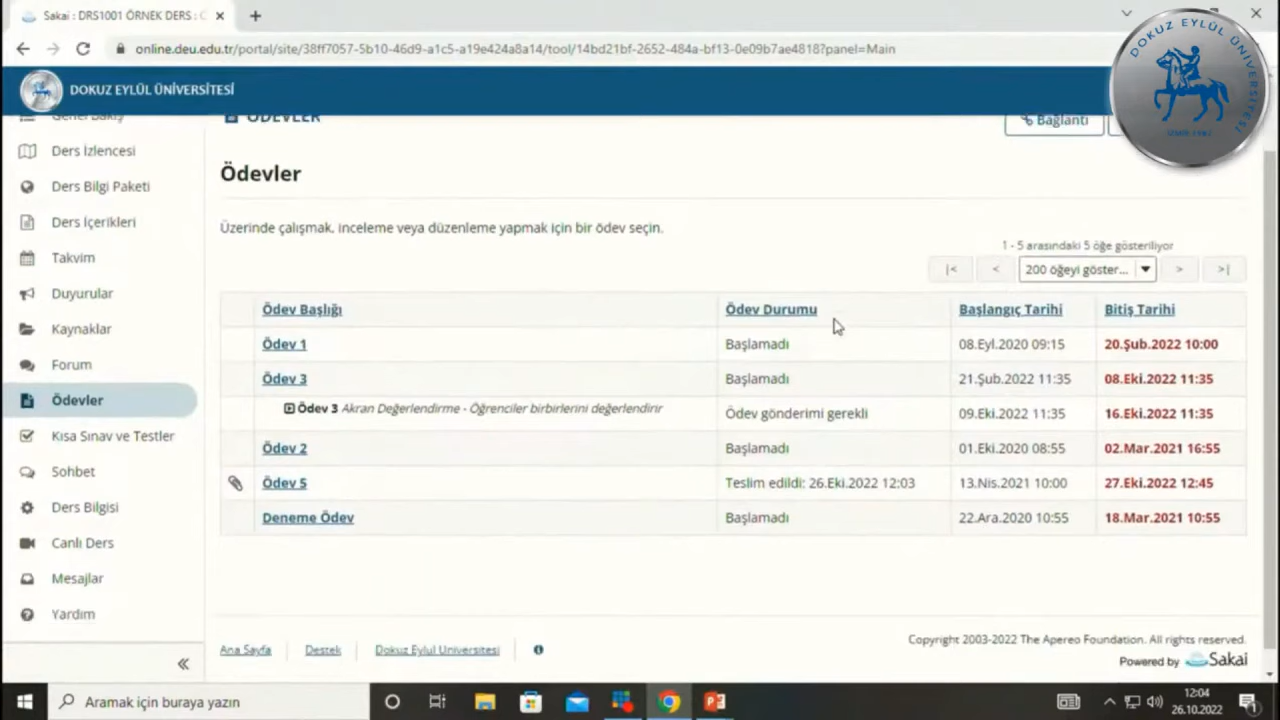 Sakai : DRS1001 ÖRNEK DERS : 
online.deu.edu.tr/portal/site/38ff7057-5b10-46d9-a1c5-a19e424a8a14/tool/14bd21bf-2652-484a-bf13-0e09b7ae4818?panel=Main
DOKUZ EYLÜL ÜNİVERSİTESİ
DOKUZ EYLÜL ÜNİVERSİTESİ
İZMİR-1982
Genel Bakış
ÖDEVLER
Bağlantı
Ders İzlencesi
Ders Bilgi Paketi
Ders İçerikleri
Takvim
Duyurular
Kaynaklar
Forum
Ödevler
Kısa Sınav ve Testler
Sohbet
Ders Bilgisi
Canlı Ders
Mesajlar
Yardım
«
Ödevler
Üzerinde çalışmak, inceleme veya düzenleme yapmak için bir ödev seçin.
1 - 5 arasındaki 5 öğe gösteriliyor
|< < 200 öğeyi göster... > >|
Ödev Başlığı Ödev Durumu Başlangıç Tarihi Bitiş Tarihi
Ödev 1 Başlamadı 08.Eyl.2020 09:15 20.Şub.2022 10:00
Ödev 3 Başlamadı 21.Şub.2022 11:35 08.Eki.2022 11:35
Ödev 3 Akran Değerlendirme - Öğrenciler birbirlerini değerlendirir Ödev gönderimi gerekli 09.Eki.2022 11:35 16.Eki.2022 11:35
Ödev 2 Başlamadı 01.Eki.2020 08:55 02.Mar.2021 16:55
Ödev 5 Teslim edildi: 26.Eki.2022 12:03 13.Nis.2021 10:00 27.Eki.2022 12:45
Deneme Ödev Başlamadı 22.Ara.2020 10:55 18.Mar.2021 10:55
Ana Sayfa Destek Dokuz Eylul Universitesi
Copyright 2003-2022 The Apereo Foundation. All rights reserved.
Powered by Sakai
Aramak için buraya yazın
12:04
26.10.2022
1